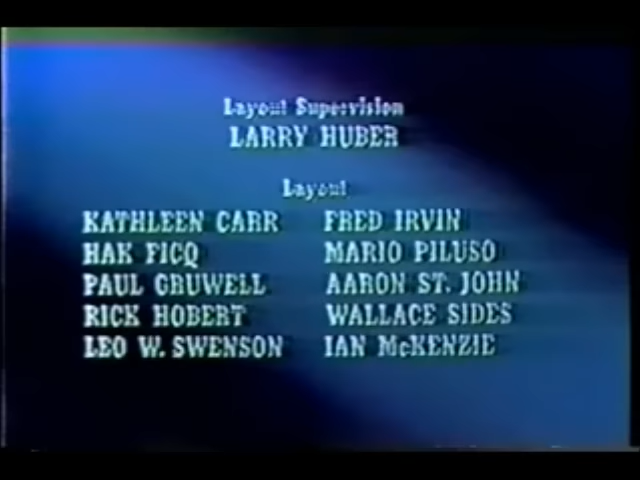 Layout Supervision
LARRY HUBER
Layout
KATHLEEN CARR FRED IRVIN
HAK FICQ MARIO PILUSO
PAUL GRUWELL AARON ST. JOHN
RICK HOBERT WALLACE SIDES
LEO W. SWENSON IAN McKENZIE